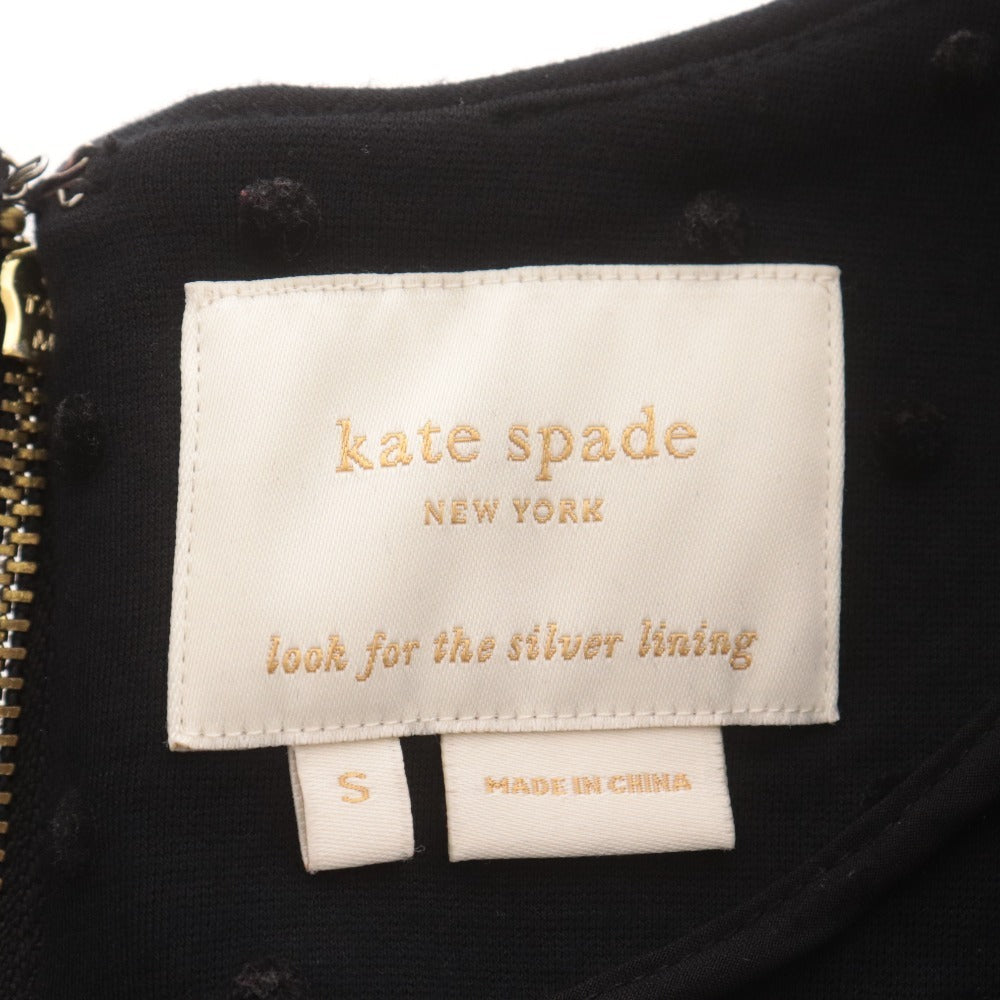 kate spade
NEW YORK
look for the silver lining
S
MADE IN CHINA